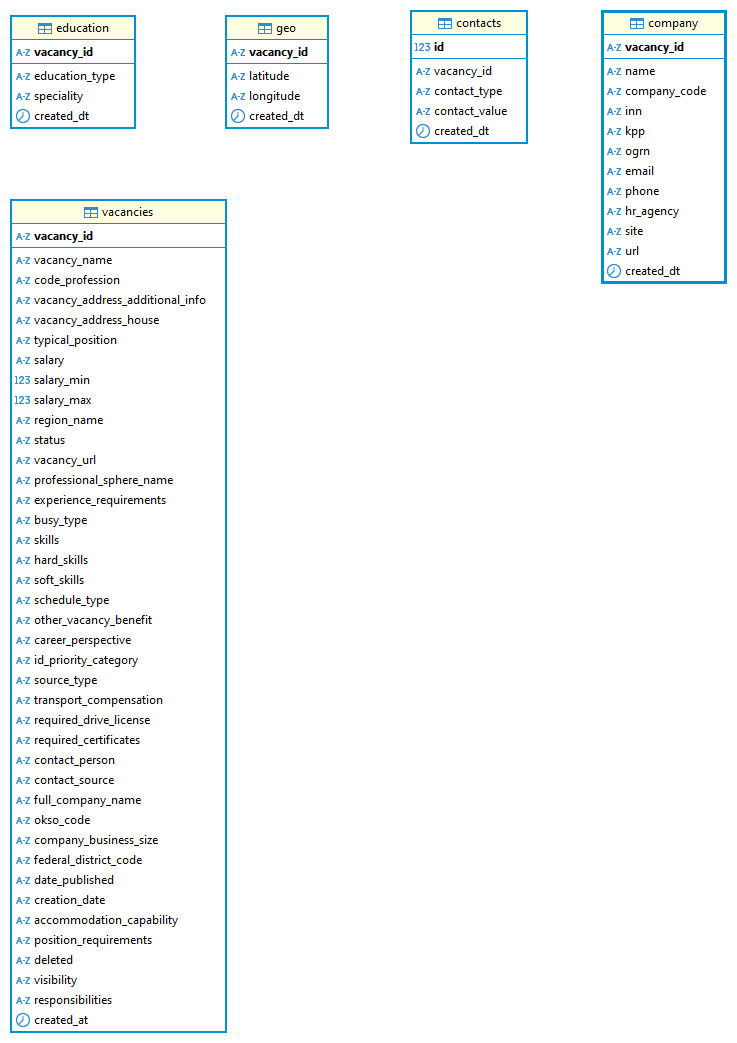 education
A-Z vacancy_id
A-Z education_type
A-Z speciality
created_dt
geo
A-Z vacancy_id
A-Z latitude
A-Z longitude
created_dt
contacts
123 id
A-Z vacancy_id
A-Z contact_type
A-Z contact_value
created_dt
company
A-Z vacancy_id
A-Z name
A-Z company_code
A-Z inn
A-Z kpp
A-Z ogrn
A-Z email
A-Z phone
A-Z hr_agency
A-Z site
A-Z url
created_dt
vacancies
A-Z vacancy_id
A-Z vacancy_name
A-Z code_profession
A-Z vacancy_address_additional_info
A-Z vacancy_address_house
A-Z typical_position
A-Z salary
123 salary_min
123 salary_max
A-Z region_name
A-Z status
A-Z vacancy_url
A-Z professional_sphere_name
A-Z experience_requirements
A-Z busy_type
A-Z skills
A-Z hard_skills
A-Z soft_skills
A-Z schedule_type
A-Z other_vacancy_benefit
A-Z career_perspective
A-Z id_priority_category
A-Z source_type
A-Z transport_compensation
A-Z required_drive_license
A-Z required_certificates
A-Z contact_person
A-Z contact_source
A-Z full_company_name
A-Z okso_code
A-Z company_business_size
A-Z federal_district_code
A-Z date_published
A-Z creation_date
A-Z accommodation_capability
A-Z position_requirements
A-Z deleted
A-Z visibility
A-Z responsibilities
created_at